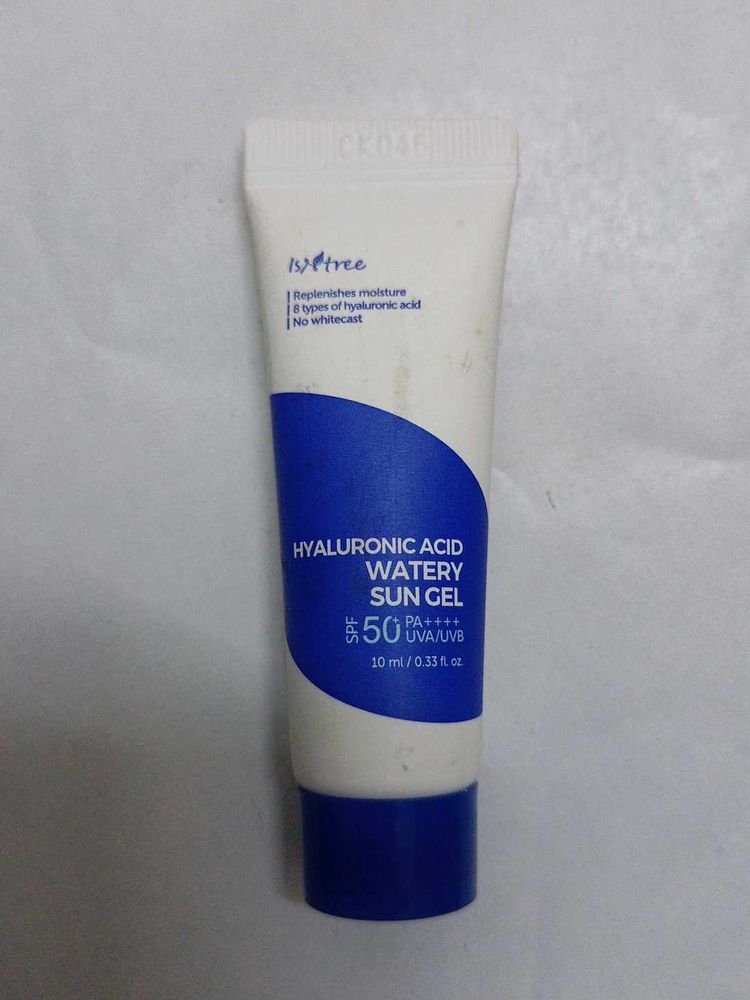 CK046
Isntree
Replenishes moisture
8 types of hyaluronic acid
No whitecast
HYALURONIC ACID
WATERY
SUN GEL
SPF 50+ PA++++
UVA/UVB
10 ml / 0.33 fl. oz.